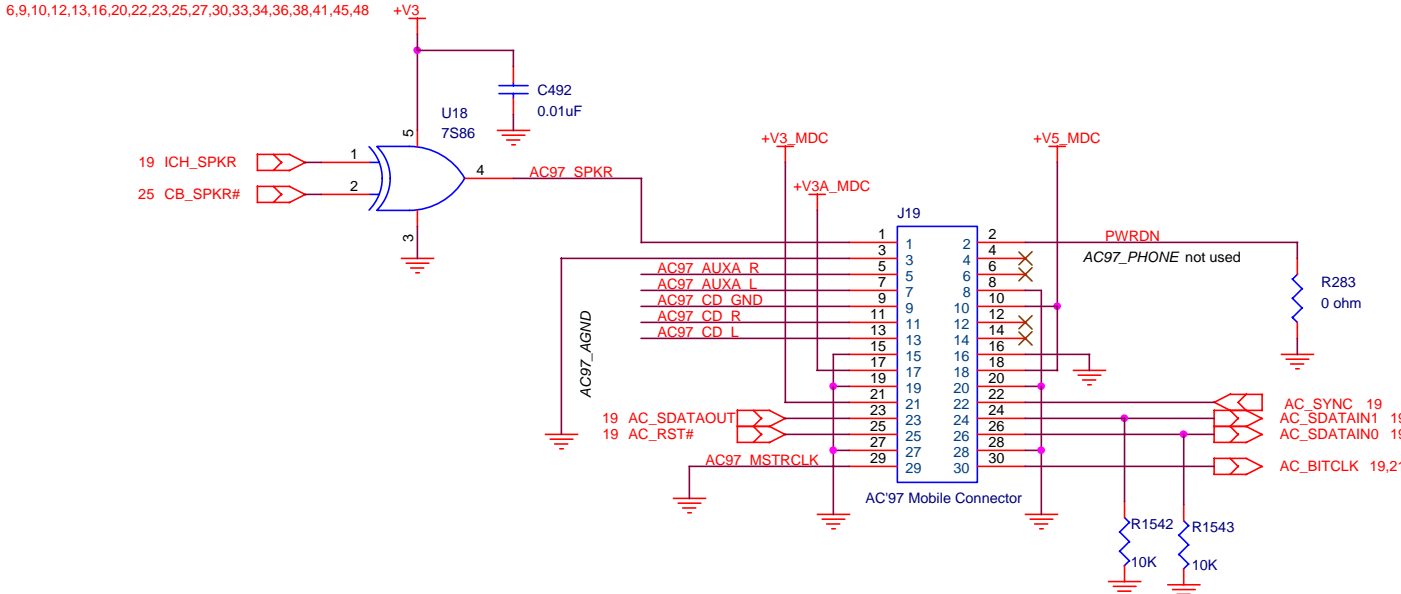 6,9,10,12,13,16,20,22,23,25,27,30,33,34,36,38,41,45,48
+V3
C492
0.01uF
U18
7S86
5
19 ICH_SPKR
1
25 CB_SPKR#
2
4
AC97_SPKR
3
+V3_MDC
+V3A_MDC
+V5_MDC
J19
1 1 2 2 PWRDN
3 3 4 4 AC97_PHONE not used
AC97_AUXA_R 5 5 6 6
AC97_AUXA_L 7 7 8 8
AC97_CD_GND 9 9 10 10
AC97_CD_R 11 11 12 12
AC97_CD_L 13 13 14 14
15 15 16 16
17 17 18 18
19 19 20 20
21 21 22 22 AC_SYNC 19
19 AC_SDATAOUT 23 23 24 24 AC_SDATAIN1 19
19 AC_RST# 25 25 26 26 AC_SDATAIN0 19
27 27 28 28
AC97_MSTRCLK 29 29 30 30 AC_BITCLK 19,21
AC'97 Mobile Connector
AC97_AGND
R283
0 ohm
R1542
10K
R1543
10K